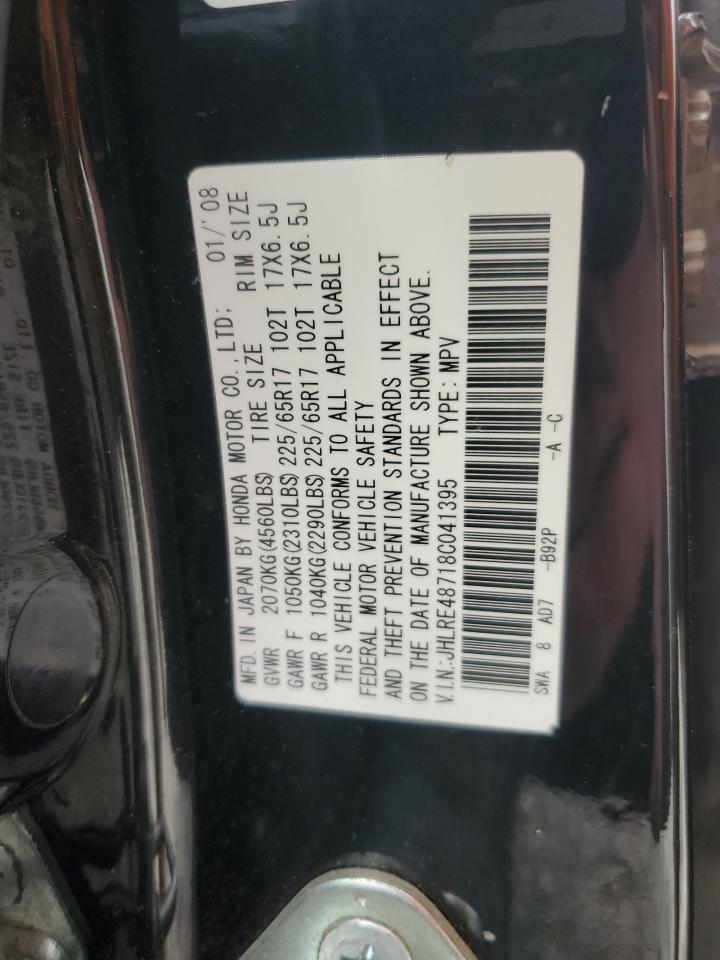 MFD. IN JAPAN BY HONDA MOTOR CO., LTD; 01/'08
GVWR 2070KG(4560LBS) TIRE SIZE RIM SIZE
GAWR F 1050KG(2310LBS) 225/65R17 102T 17X6.5J
GAWR R 1040KG(2290LBS) 225/65R17 102T 17X6.5J
THIS VEHICLE CONFORMS TO ALL APPLICABLE
FEDERAL MOTOR VEHICLE SAFETY
AND THEFT PREVENTION STANDARDS IN EFFECT
ON THE DATE OF MANUFACTURE SHOWN ABOVE.
V.I.N.:JHLRE48718C041395 TYPE: MPV
SWA 8 AD7 -B92P -A -C